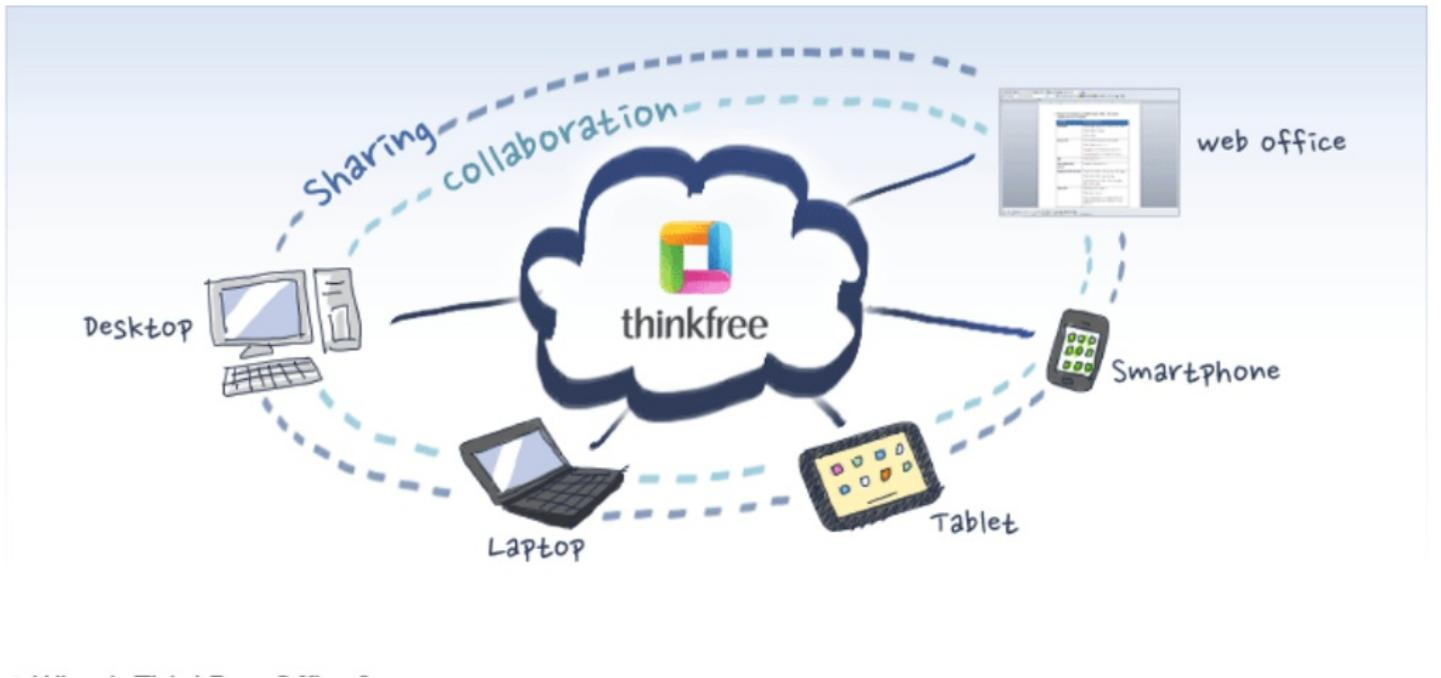 Sharing
collaboration
web office
thinkfree
Desktop
Smartphone
Tablet
Laptop